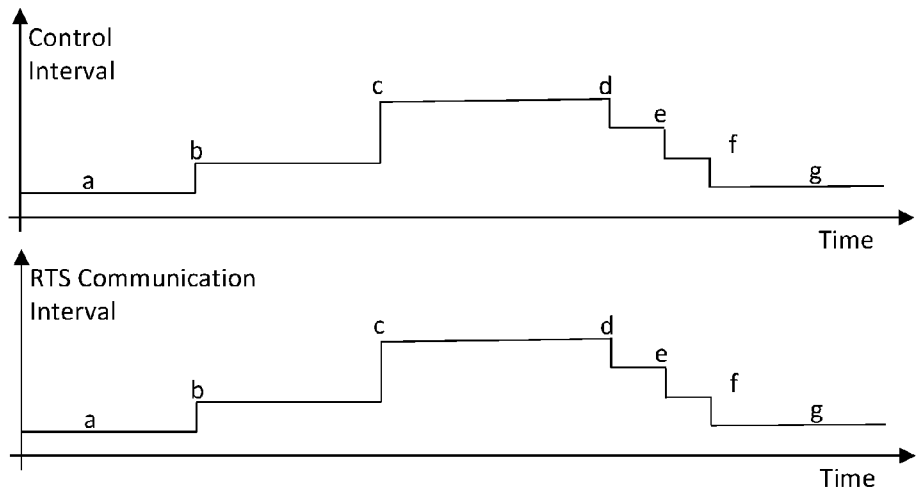 Control
Interval
c
d
e
b
f
a
g
Time
RTS Communication
Interval
c
d
e
b
f
a
g
Time